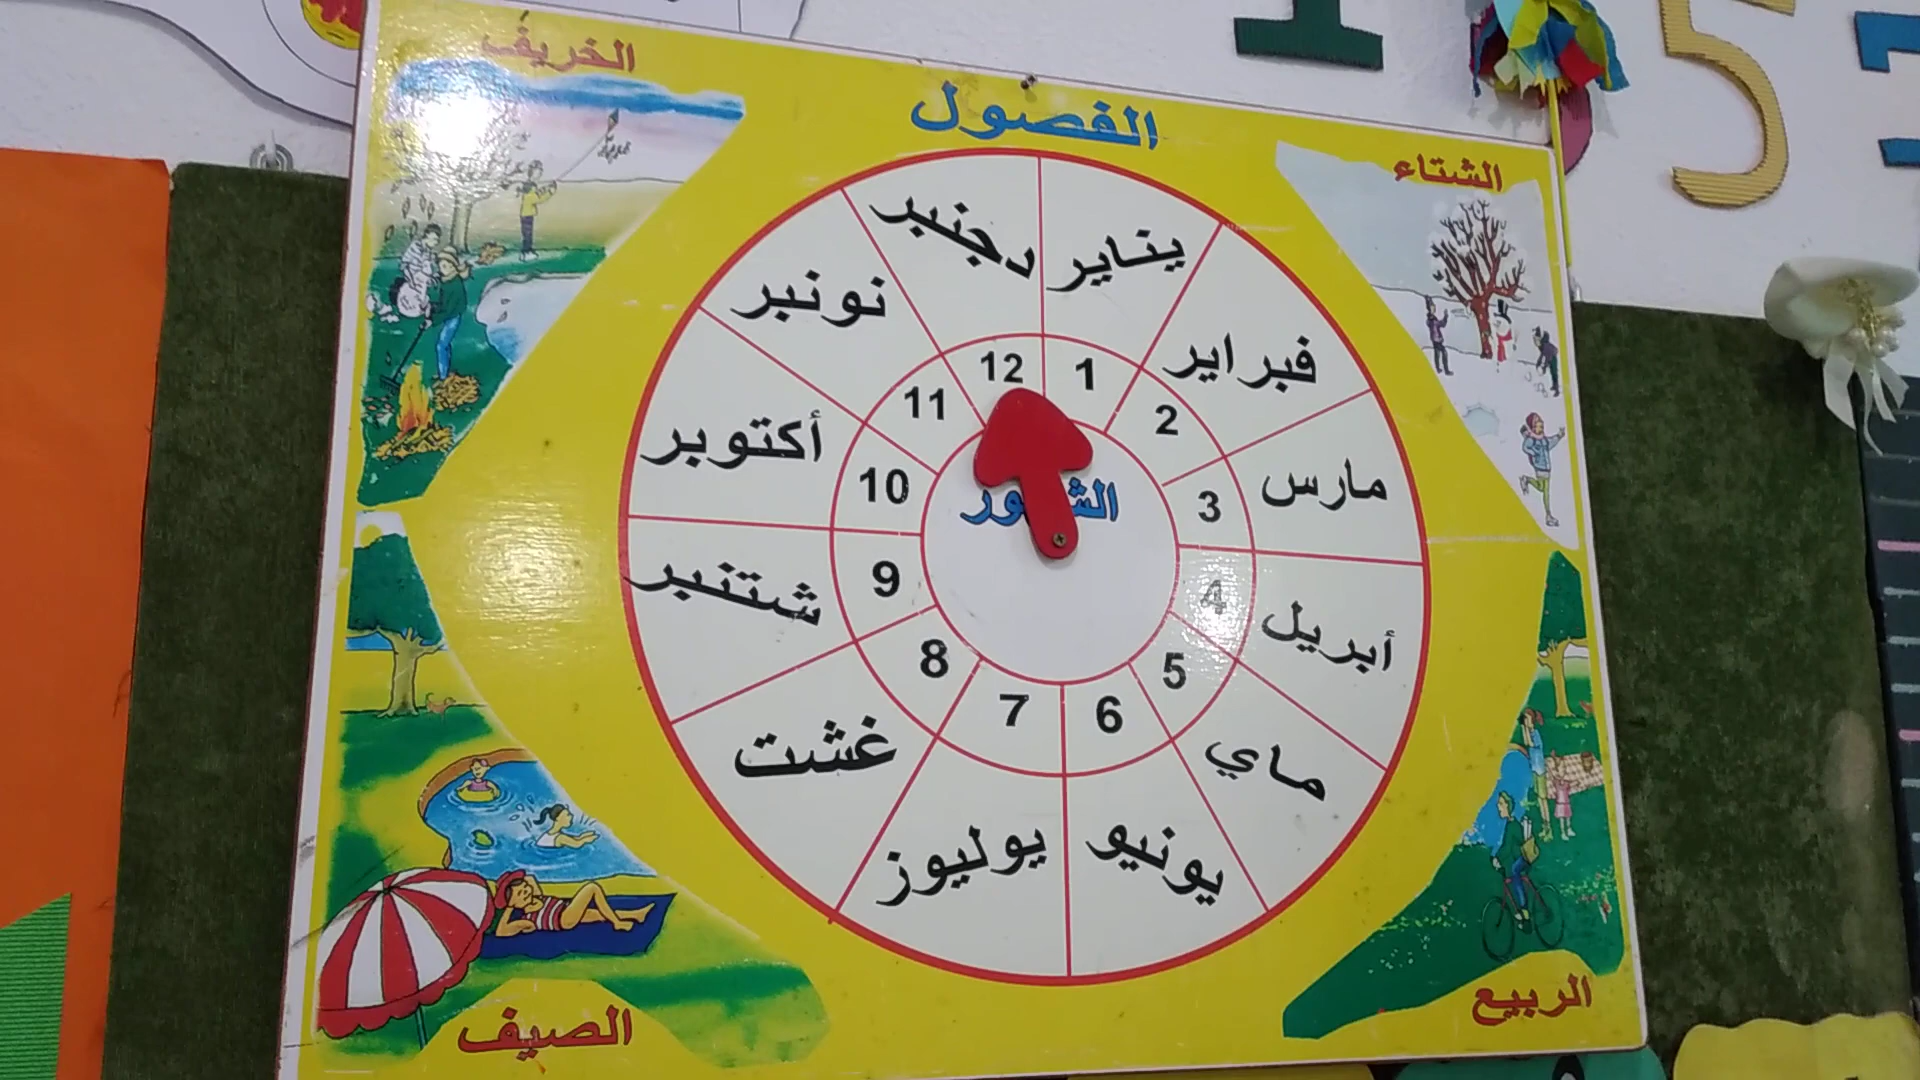 الفصول
الخريف
الشتاء
الصيف
الربيع
يناير
فبراير
مارس
أبريل
ماي
يونيو
يوليوز
غشت
شتنبر
أكتوبر
نونبر
دجنبر
1
2
3
4
5
6
7
8
9
10
11
12
5